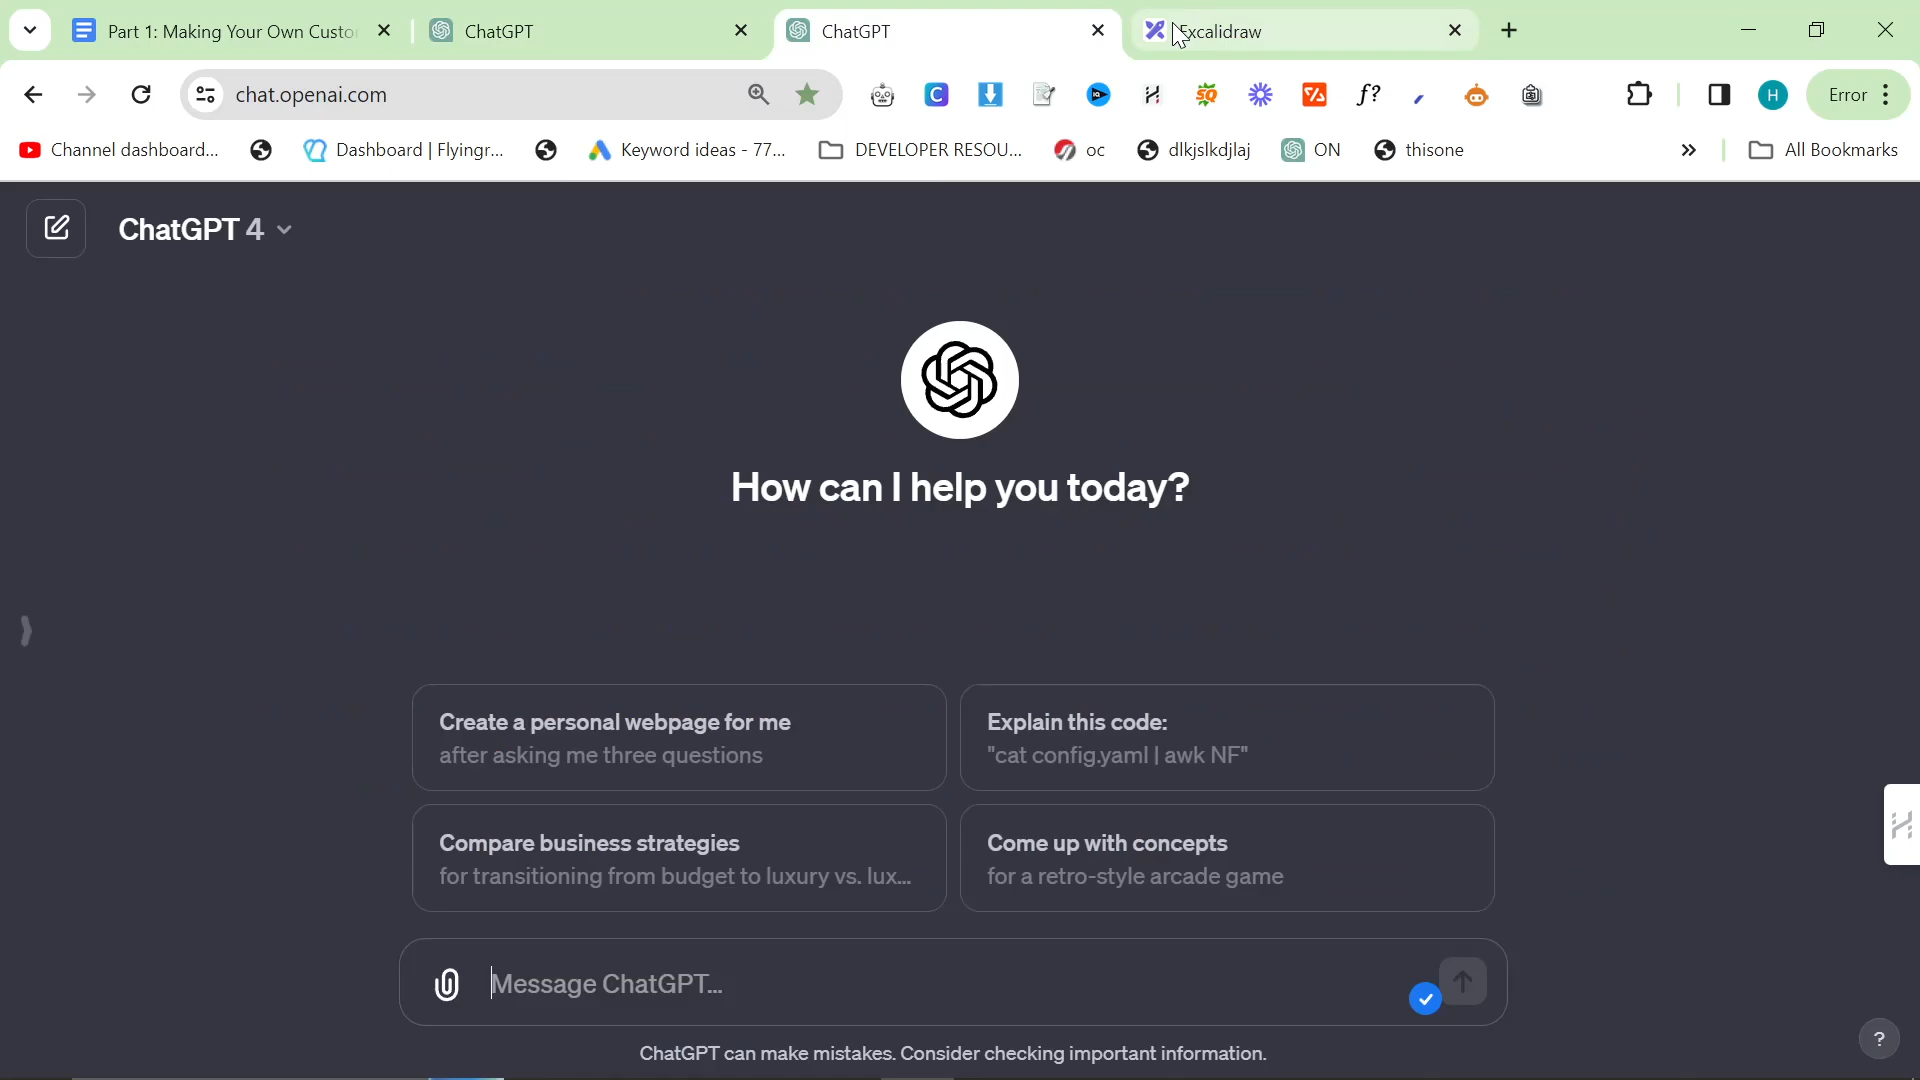 Part 1: Making Your Own Custo
ChatGPT
ChatGPT
Excalidraw
chat.openai.com
Error
Channel dashboard...
Dashboard | Flyingr...
Keyword ideas - 77...
DEVELOPER RESOU...
oc
dlkjslkdjlaj
ON
thisone
All Bookmarks
ChatGPT 4
How can I help you today?
Create a personal webpage for me
after asking me three questions
Explain this code:
"cat config.yaml | awk NF"
Compare business strategies
for transitioning from budget to luxury vs. lux...
Come up with concepts
for a retro-style arcade game
Message ChatGPT...
ChatGPT can make mistakes. Consider checking important information.
?